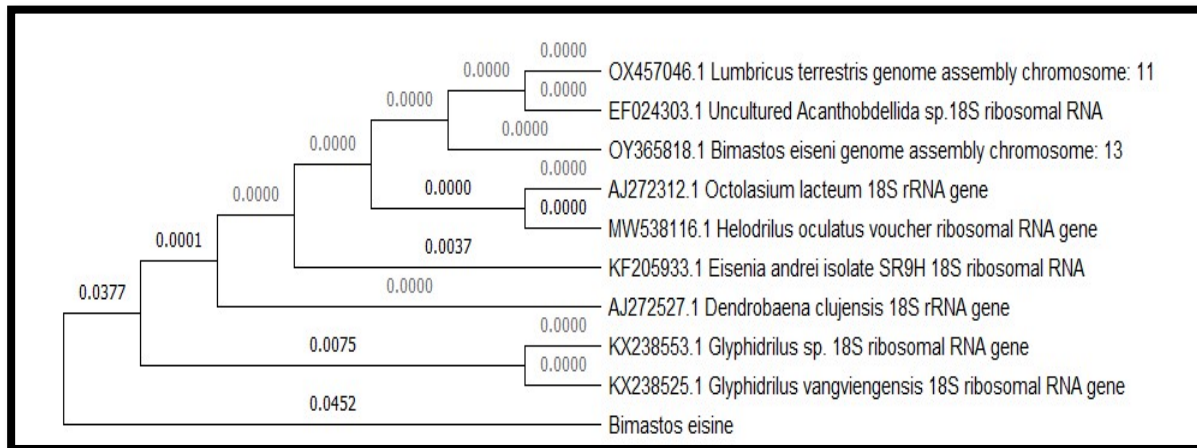 0.0000
0.0000
OX457046.1 Lumbricus terrestris genome assembly chromosome: 11
0.0000
0.0000
EF024303.1 Uncultured Acanthobdellida sp.18S ribosomal RNA
0.0000
0.0000
OY365818.1 Bimastos eiseni genome assembly chromosome: 13
0.0000
0.0000
0.0000
AJ272312.1 Octolasium lacteum 18S rRNA gene
0.0000
0.0000
MW538116.1 Helodrilus oculatus voucher ribosomal RNA gene
0.0001
0.0037
KF205933.1 Eisenia andrei isolate SR9H 18S ribosomal RNA
0.0377
0.0000
AJ272527.1 Dendrobaena clujensis 18S rRNA gene
0.0000
0.0075
KX238553.1 Glyphidrilus sp. 18S ribosomal RNA gene
0.0000
KX238525.1 Glyphidrilus vangviengensis 18S ribosomal RNA gene
0.0452
Bimastos eisine